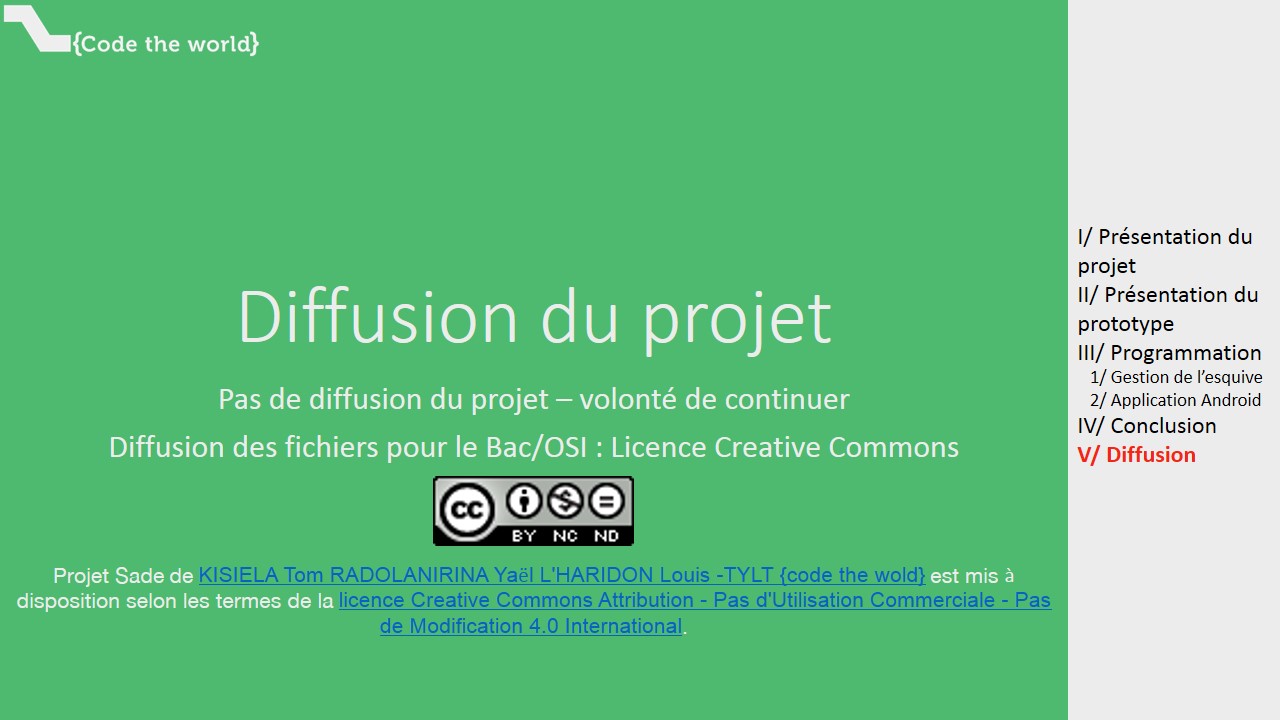 {Code the world}
Diffusion du projet
Pas de diffusion du projet – volonté de continuer
Diffusion des fichiers pour le Bac/OSI : Licence Creative Commons
cc
BY NC ND
Projet Sade de KISIELA Tom RADOLANIRINA Yaël L'HARIDON Louis -TYLT {code the wold} est mis à
disposition selon les termes de la licence Creative Commons Attribution - Pas d'Utilisation Commerciale - Pas
de Modification 4.0 International.
I/ Présentation du
projet
II/ Présentation du
prototype
III/ Programmation
1/ Gestion de l’esquive
2/ Application Android
IV/ Conclusion
V/ Diffusion